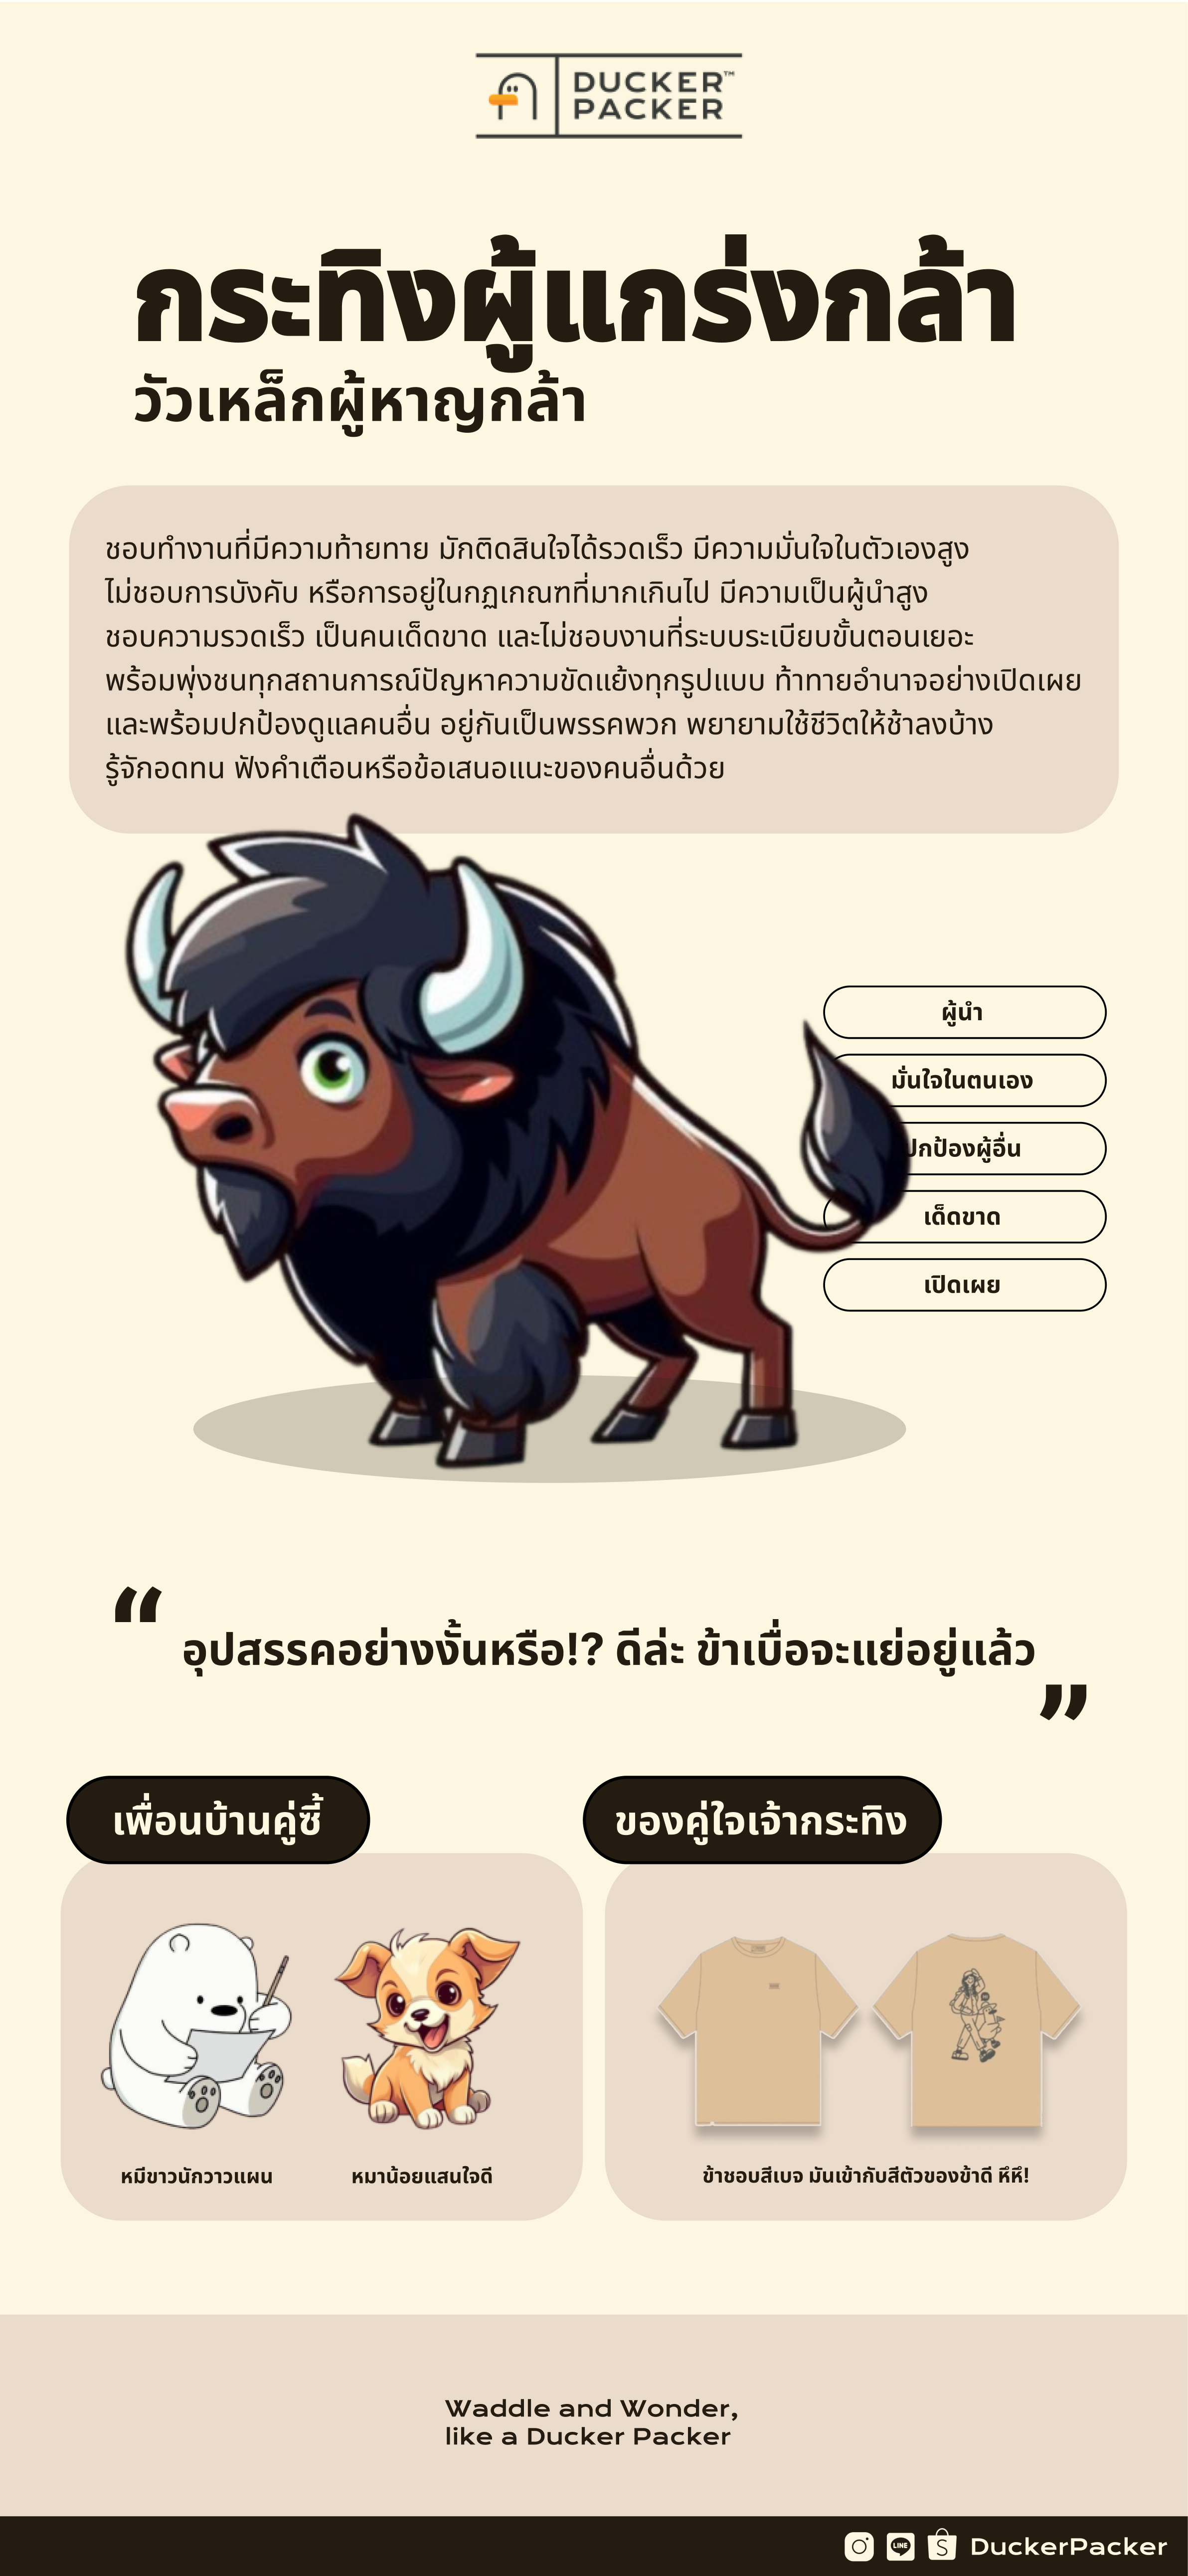 DUCKER™
PACKER
กระทิงผู้แกร่งกล้า
วัวเหล็กผู้หาญกล้า
ชอบทำงานที่มีความท้ายทาย มักติดสินใจได้รวดเร็ว มีความมั่นใจในตัวเองสูง
ไม่ชอบการบังคับ หรือการอยู่ในกฏเกณฑที่มากเกินไป มีความเป็นผู้นำสูง
ชอบความรวดเร็ว เป็นคนเด็ดขาด และไม่ชอบงานที่ระบบระเบียบขั้นตอนเยอะ
พร้อมพุ่งชนทุกสถานการณ์ปัญหาความขัดแย้งทุกรูปแบบ ท้าทายอำนาจอย่างเปิดเผย
และพร้อมปกป้องดูแลคนอื่น อยู่กันเป็นพรรคพวก พยายามใช้ชีวิตให้ช้าลงบ้าง
รู้จักอดทน ฟังคำเตือนหรือข้อเสนอแนะของคนอื่นด้วย
ผู้นำ
มั่นใจในตนเอง
ปกป้องผู้อื่น
เด็ดขาด
เปิดเผย
“อุปสรรคอย่างงั้นหรือ!? ดีล่ะ ข้าเบื่อจะแย่อยู่แล้ว”
เพื่อนบ้านคู่ซี้
ของคู่ใจเจ้ากระทิง
หมีขาวนักวาวแผน
หมาน้อยแสนใจดี
ข้าชอบสีเบจ มันเข้ากับสีตัวของข้าดี หึหึ!
Waddle and Wonder,
like a Ducker Packer
LINE
DuckerPacker